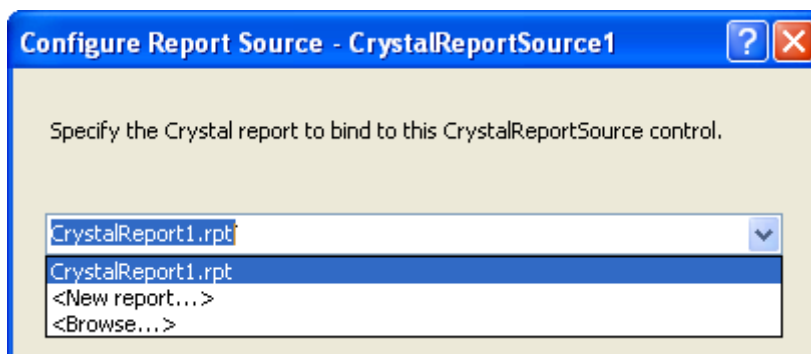 Configure Report Source - CrystalReportSource1
Specify the Crystal report to bind to this CrystalReportSource control.
CrystalReport1.rpt
CrystalReport1.rpt
<New report...>
<Browse...>